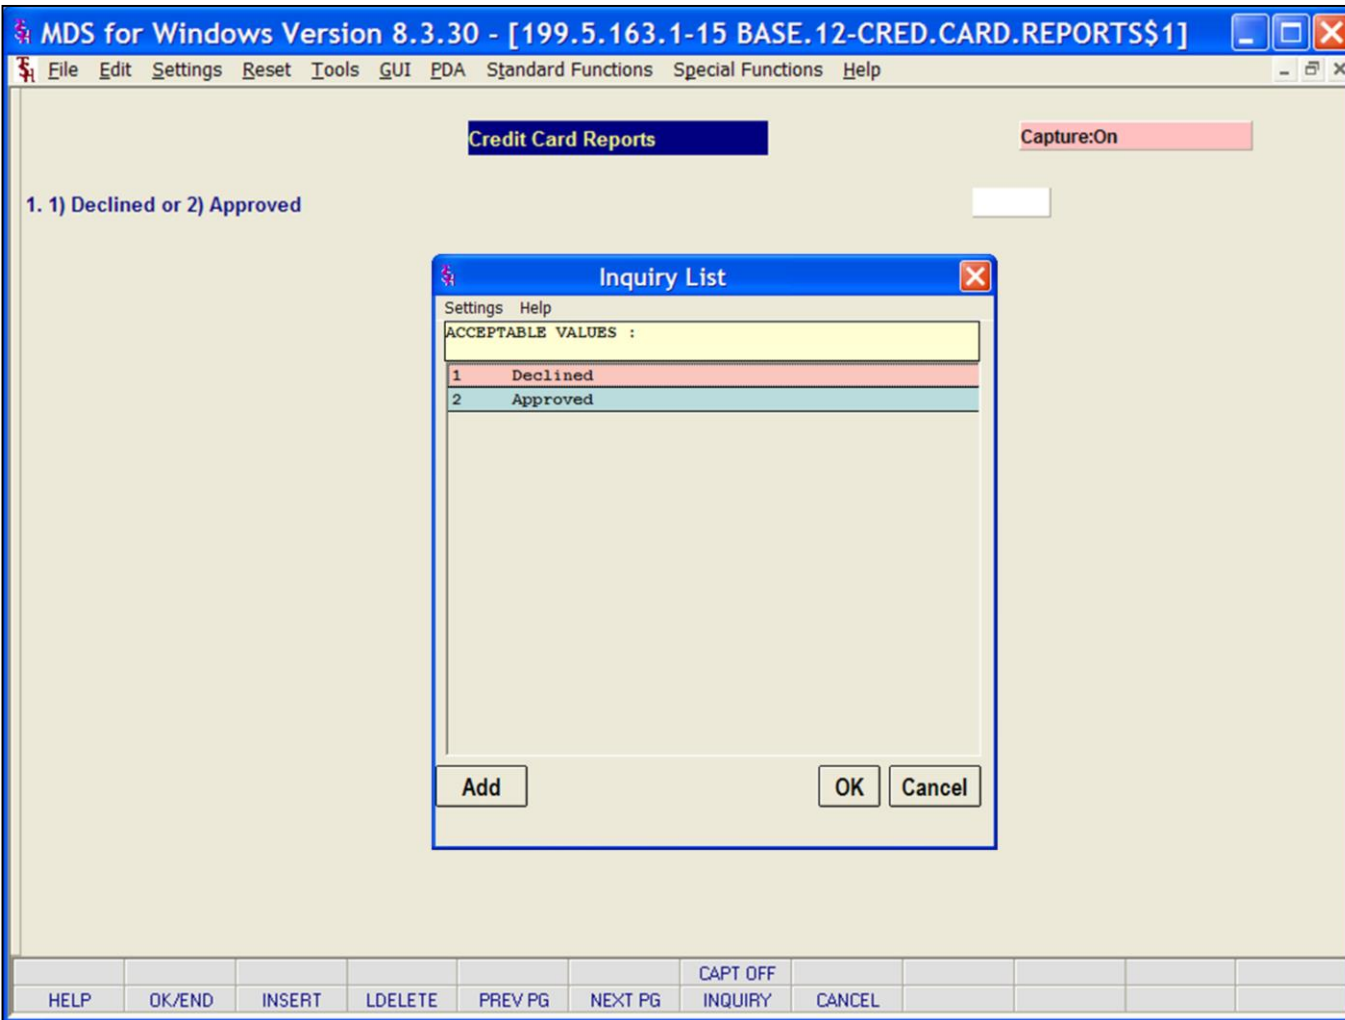 MDS for Windows Version 8.3.30 - [199.5.163.1-15 BASE.12-CRED.CARD.REPORTS$1]
File Edit Settings Reset Tools GUI PDA Standard Functions Special Functions Help
Credit Card Reports
Capture:On
1. 1) Declined or 2) Approved
Inquiry List
Settings Help
ACCEPTABLE VALUES :
1 Declined
2 Approved
Add OK Cancel
CAPT OFF
HELP OK/END INSERT LDELETE PREV PG NEXT PG INQUIRY CANCEL